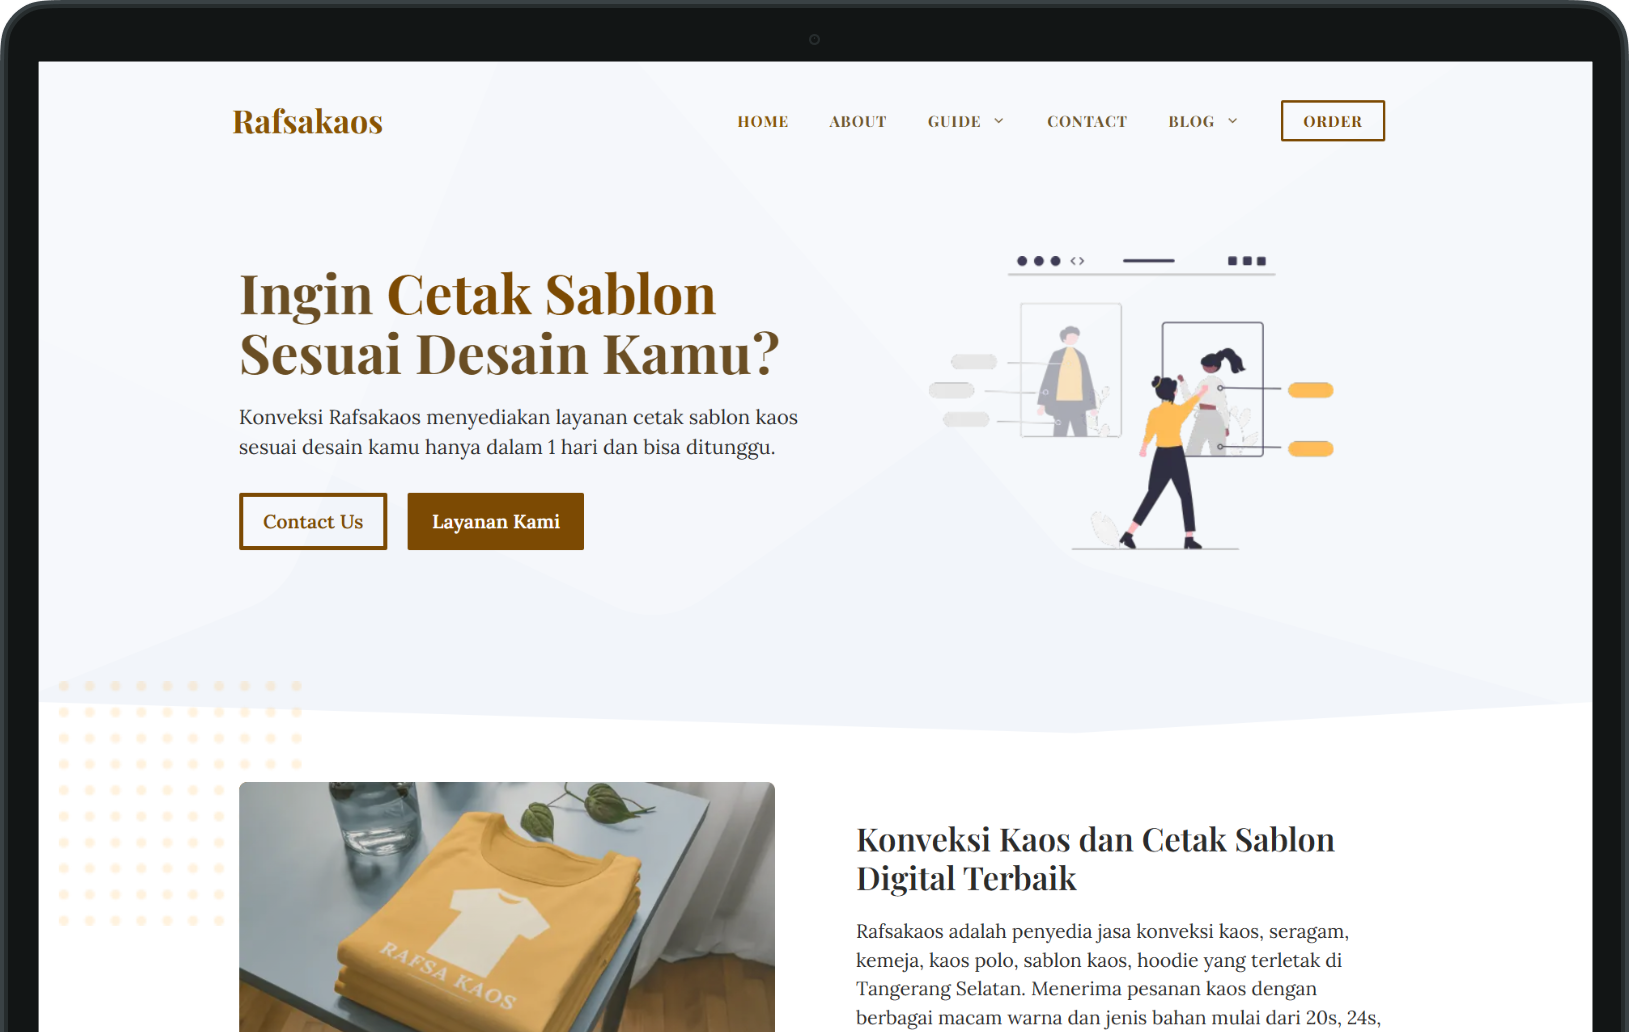 Rafsakaos
HOME ABOUT GUIDE CONTACT BLOG ORDER
Ingin Cetak Sablon
Sesuai Desain Kamu?
Konveksi Rafsakaos menyediakan layanan cetak sablon kaos
sesuai desain kamu hanya dalam 1 hari dan bisa ditunggu.
Contact Us Layanan Kami
RAFSA KAOS
Konveksi Kaos dan Cetak Sablon
Digital Terbaik
Rafsakaos adalah penyedia jasa konveksi kaos, seragam,
kemeja, kaos polo, sablon kaos, hoodie yang terletak di
Tangerang Selatan. Menerima pesanan kaos dengan
berbagai macam warna dan jenis bahan mulai dari 20s, 24s,